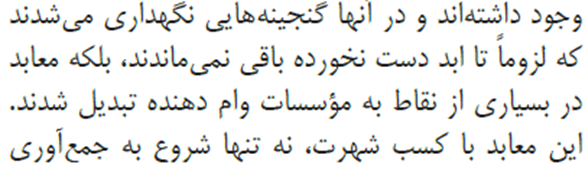 وجود داشته‌اند و در آنها گنجینه‌هایی نگهداری می‌شدند
که لزوماً تا ابد دست نخورده باقی نمی‌ماندند، بلکه معابد
در بسیاری از نقاط به مؤسسات وام دهنده تبدیل شدند.
این معابد با کسب شهرت، نه تنها شروع به جمع‌آوری